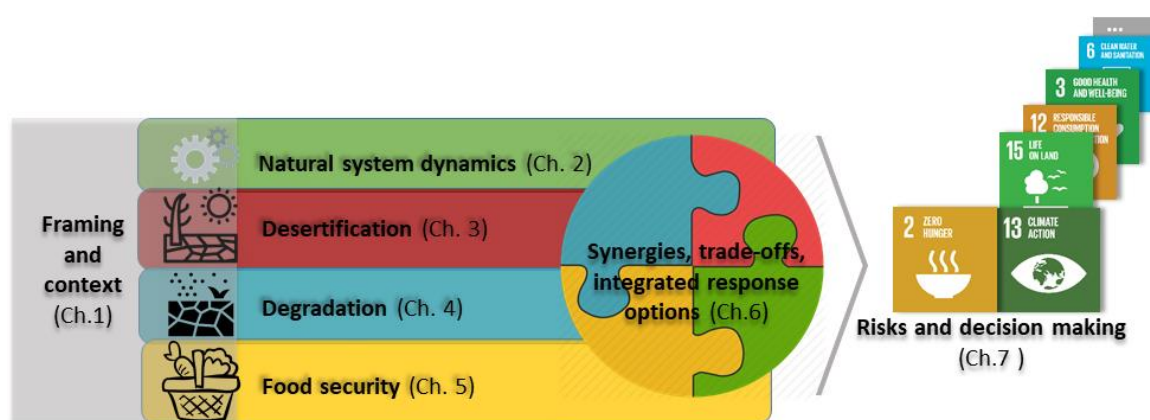 Framing
and
context
(Ch.1)
Natural system dynamics (Ch. 2)
Desertification (Ch. 3)
Degradation (Ch. 4)
Food security (Ch. 5)
Synergies, trade-offs,
integrated response
options (Ch.6)
...
6 CLEAN WATER
AND SANITATION
3 GOOD HEALTH
AND WELL-BEING
12 RESPONSIBLE
CONSUMPTION
15 LIFE
ON LAND
2 ZERO
HUNGER
13 CLIMATE
ACTION
Risks and decision making
(Ch.7 )